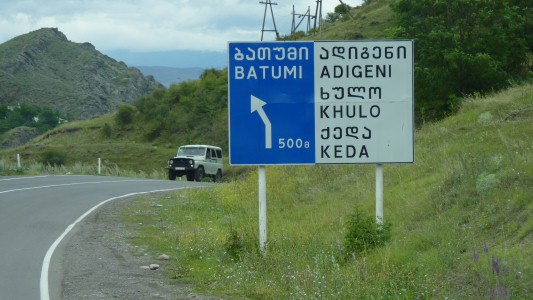 ბათუმი
BATUMI
500მ
ადიგენი
ADIGENI
ხულო
KHULO
ქედა
KEDA